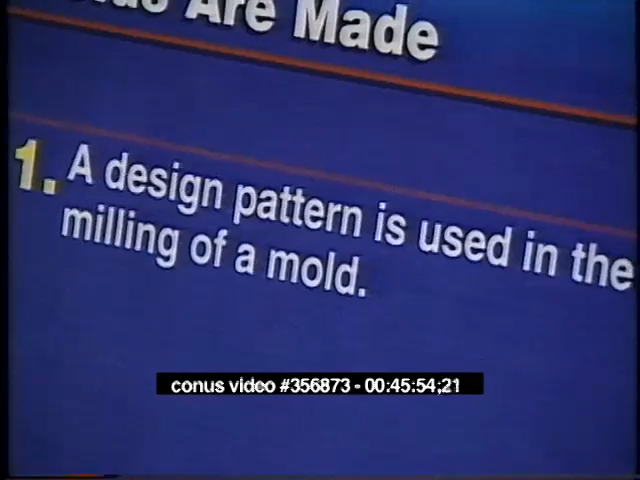 Are Made
1. A design pattern is used in the
milling of a mold.
conus video #356873 - 00:45:54;21